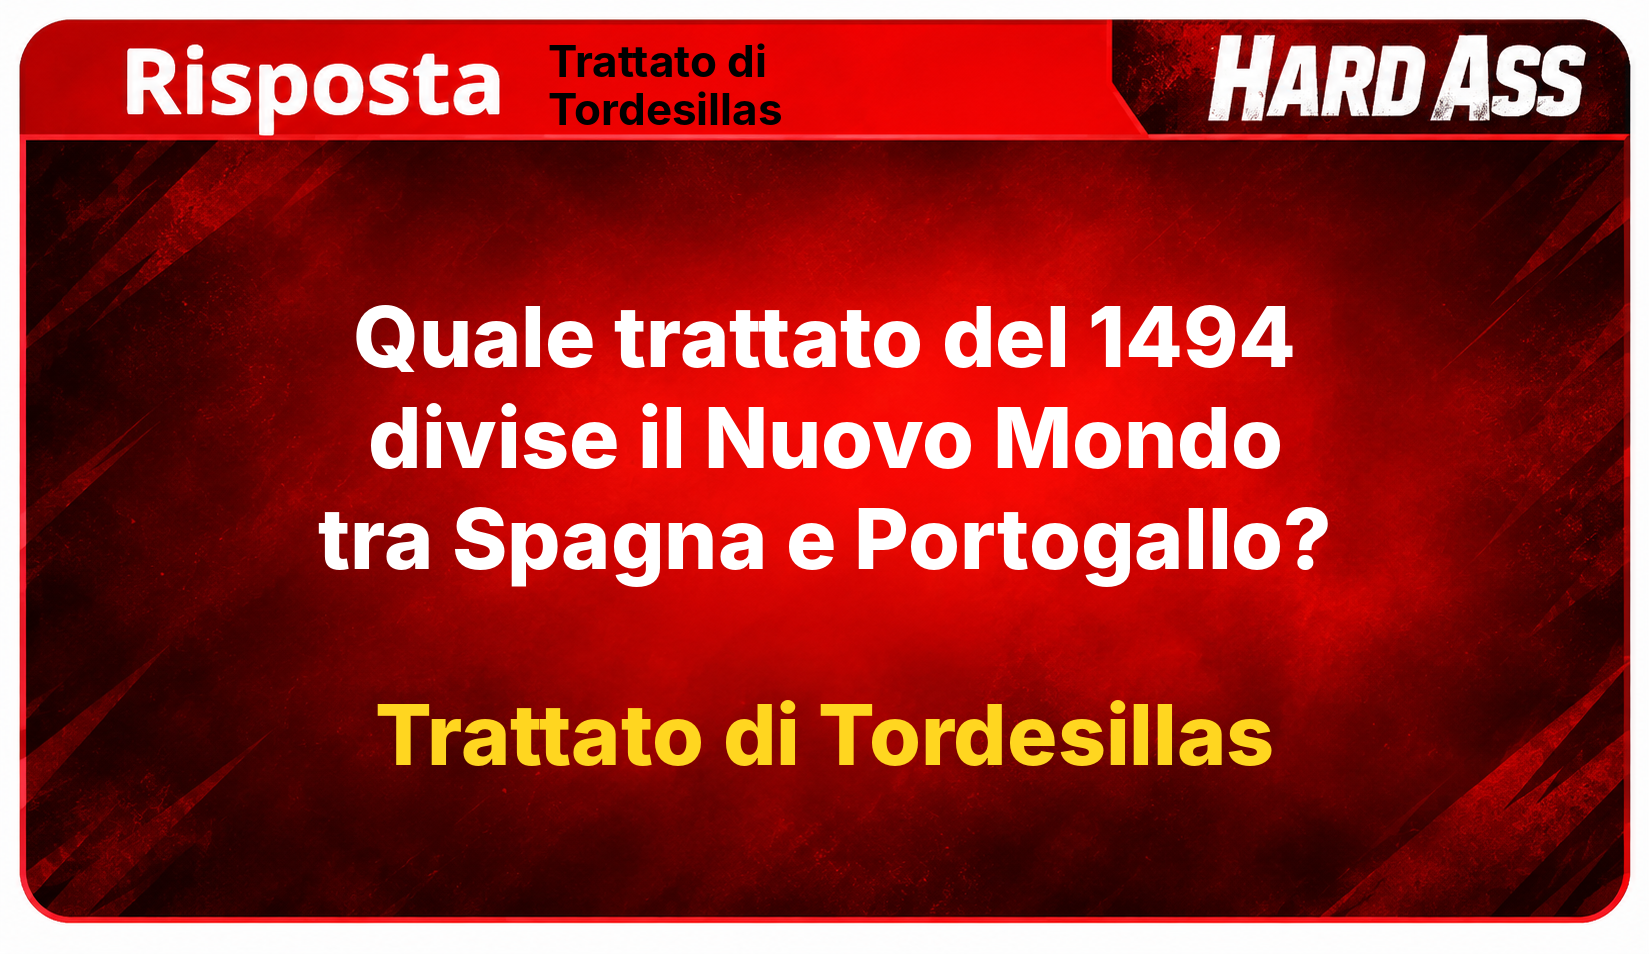 Risposta
Trattato di
Tordesillas
HARD ASS
Quale trattato del 1494
divise il Nuovo Mondo
tra Spagna e Portogallo?
Trattato di Tordesillas